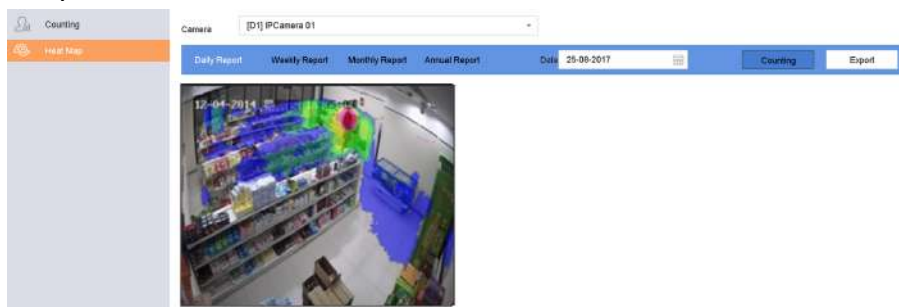 Counting
Camera
[D1] IPCamera 01
Heat Map
Daily Report
Weekly Report
Monthly Report
Annual Report
Date
25-08-2017
Counting
Export
12-04-2014